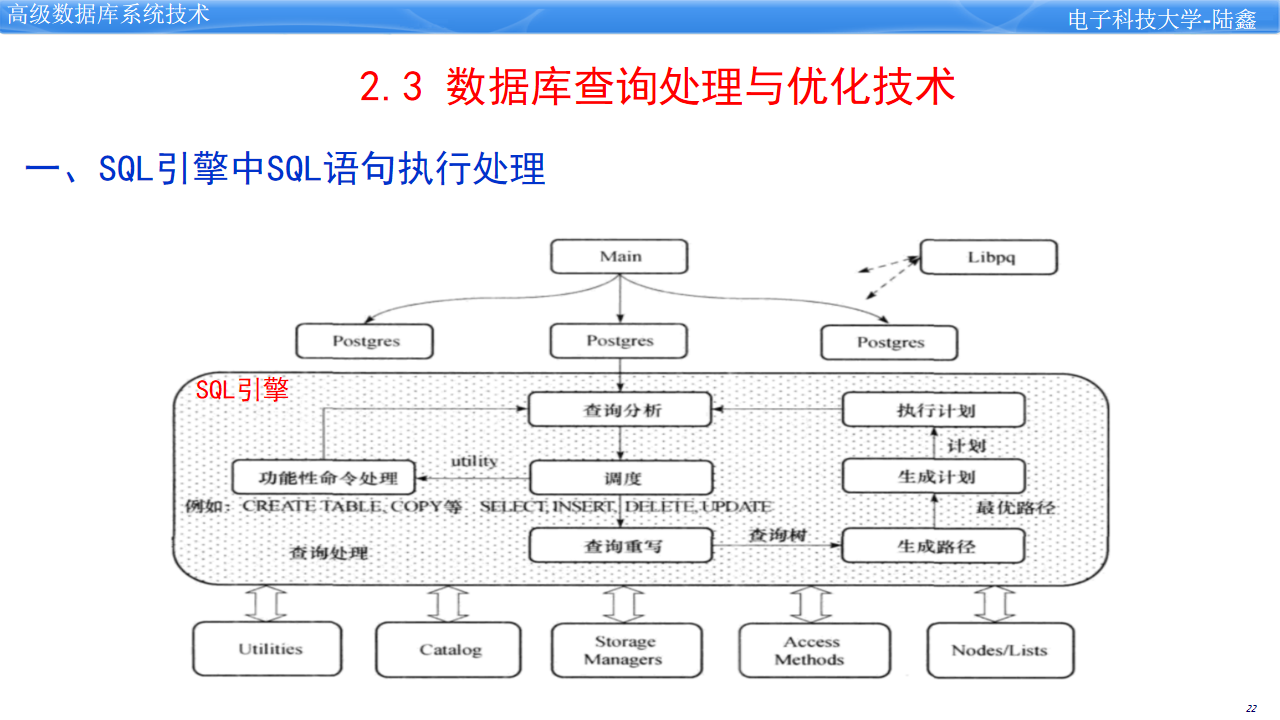 高级数据库系统技术
电子科技大学-陆鑫
2.3 数据库查询处理与优化技术
一、SQL引擎中SQL语句执行处理
Main
Libpq
Postgres
Postgres
Postgres
SQL引擎
查询分析
执行计划
计划
utility
功能性命令处理
调度
生成计划
例如：CREATE TABLE、COPY等
SELECT, INSERT, DELETE, UPDATE
最优路径
查询处理
查询重写
查询树
生成路径
Utilities
Catalog
Storage
Managers
Access
Methods
Nodes/Lists
22